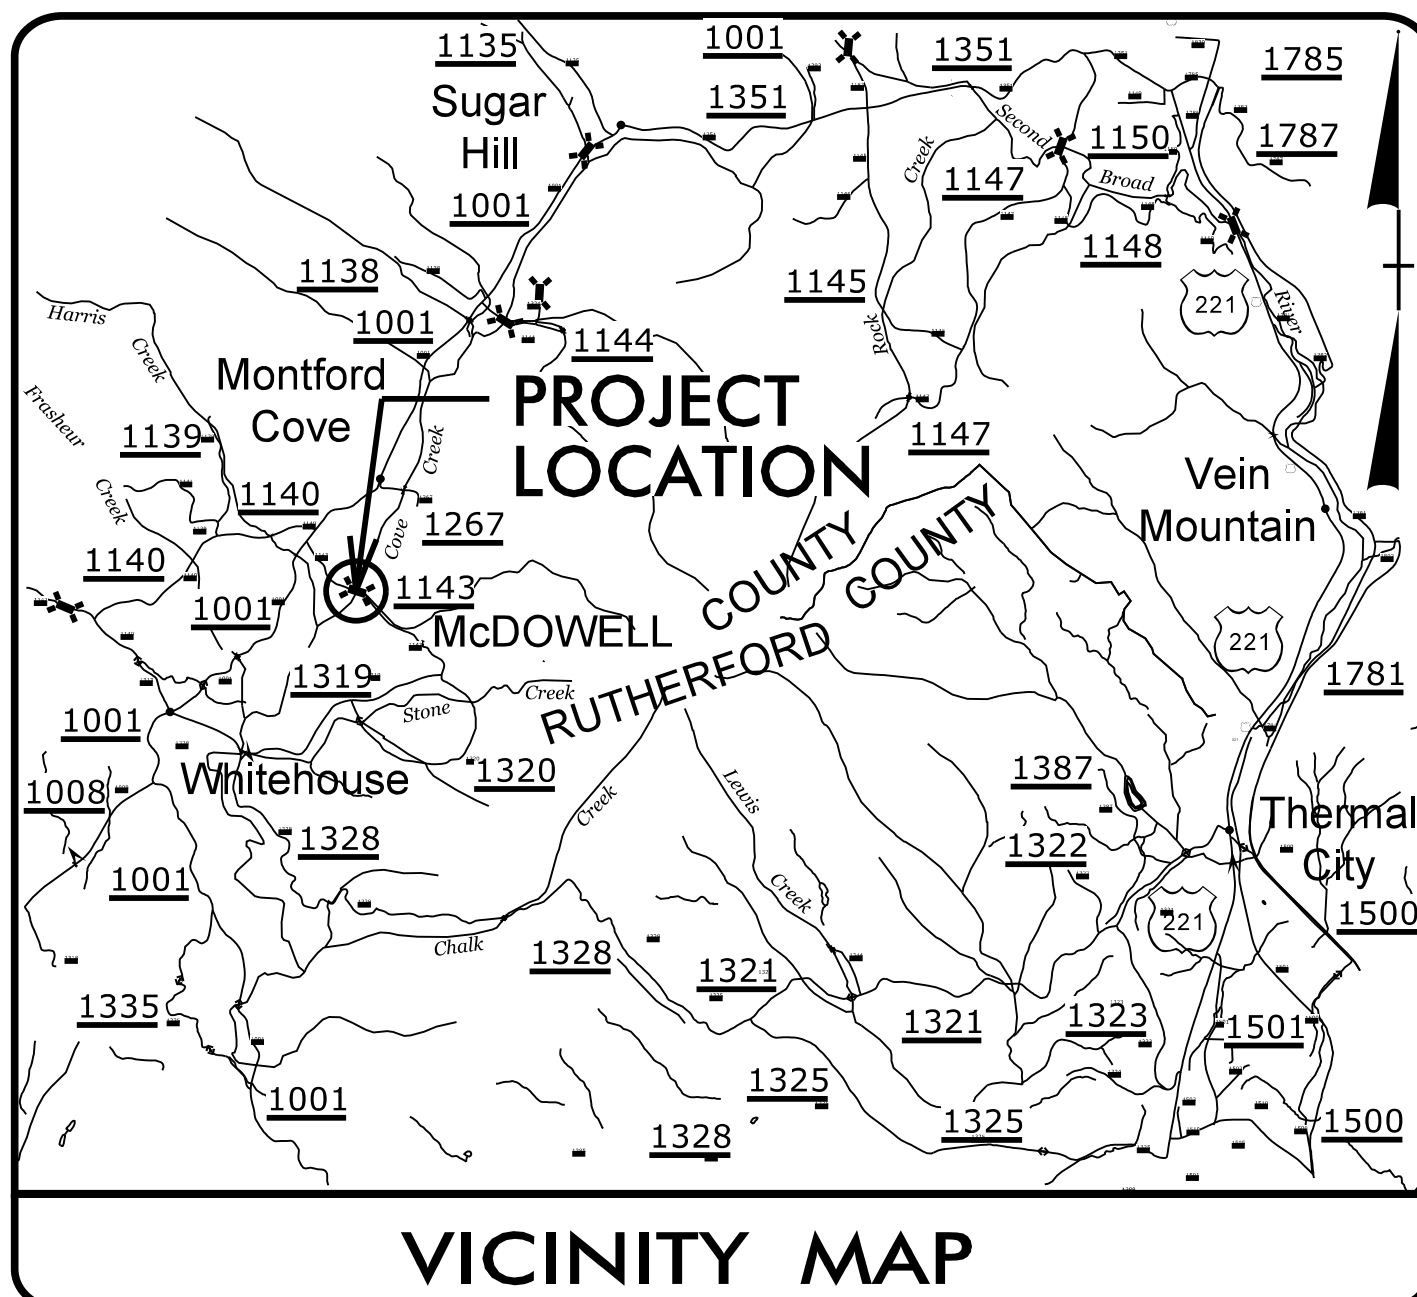 1135
1001
1351
1785
Sugar
Hill
1351
Second
1150
1787
Creek
1147
Broad
1001
1148
1138
1145
221
River
Harris
1001
Rock
1144
Creek
Montford
Cove
PROJECT
LOCATION
Frasheur
1139
Creek
1147
Vein
Mountain
Creek
1140
1267
Cove
COUNTY
COUNTY
1140
1143
1001
McDOWELL
RUTHERFORD
221
1319
Creek
Stone
1781
1001
Whitehouse
1320
1387
Lewis
1008
Creek
Thermal
City
1328
1322
1001
Creek
1500
221
Chalk
1328
1321
1335
1321
1323
1501
1325
1001
1325
1328
1500
VICINITY MAP